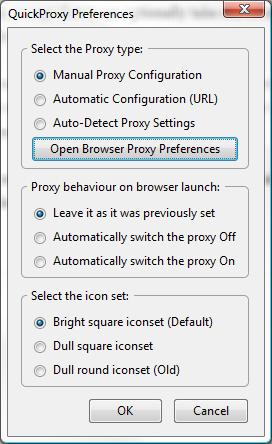 QuickProxy Preferences
Select the Proxy type:
Manual Proxy Configuration
Automatic Configuration (URL)
Auto-Detect Proxy Settings
Open Browser Proxy Preferences
Proxy behaviour on browser launch:
Leave it as it was previously set
Automatically switch the proxy Off
Automatically switch the proxy On
Select the icon set:
Bright square iconset (Default)
Dull square iconset
Dull round iconset (Old)
OK Cancel